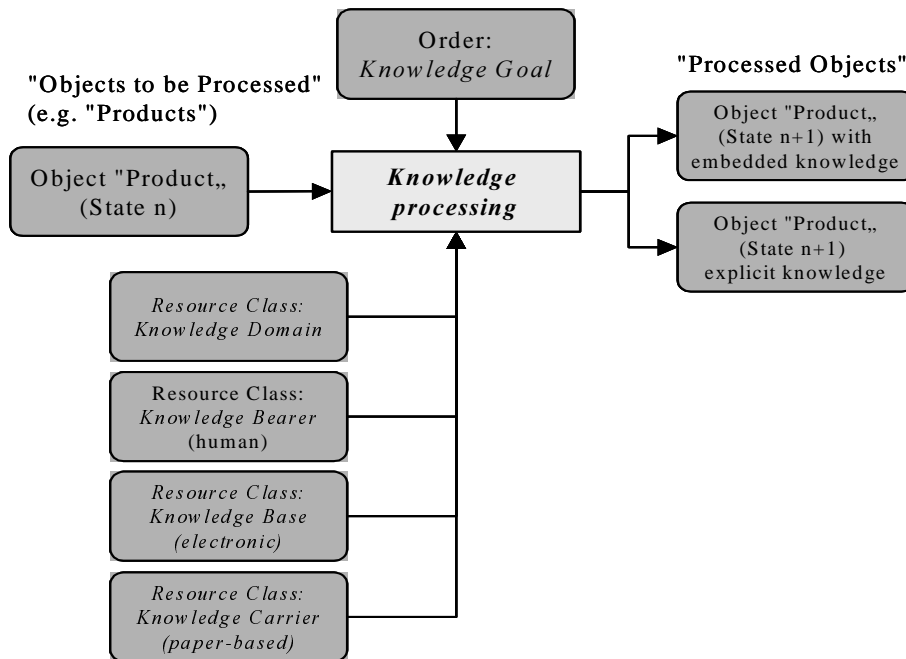 Order:
Knowledge Goal
"Objects to be Processed"
(e.g. "Products")
"Processed Objects"
Object "Product„
(State n)
Knowledge
processing
Object "Product„
(State n+1) with
embedded knowledge
Object "Product„
(State n+1)
explicit knowledge
Resource Class:
Knowledge Domain
Resource Class:
Knowledge Bearer
(human)
Resource Class:
Knowledge Base
(electronic)
Resource Class:
Knowledge Carrier
(paper-based)